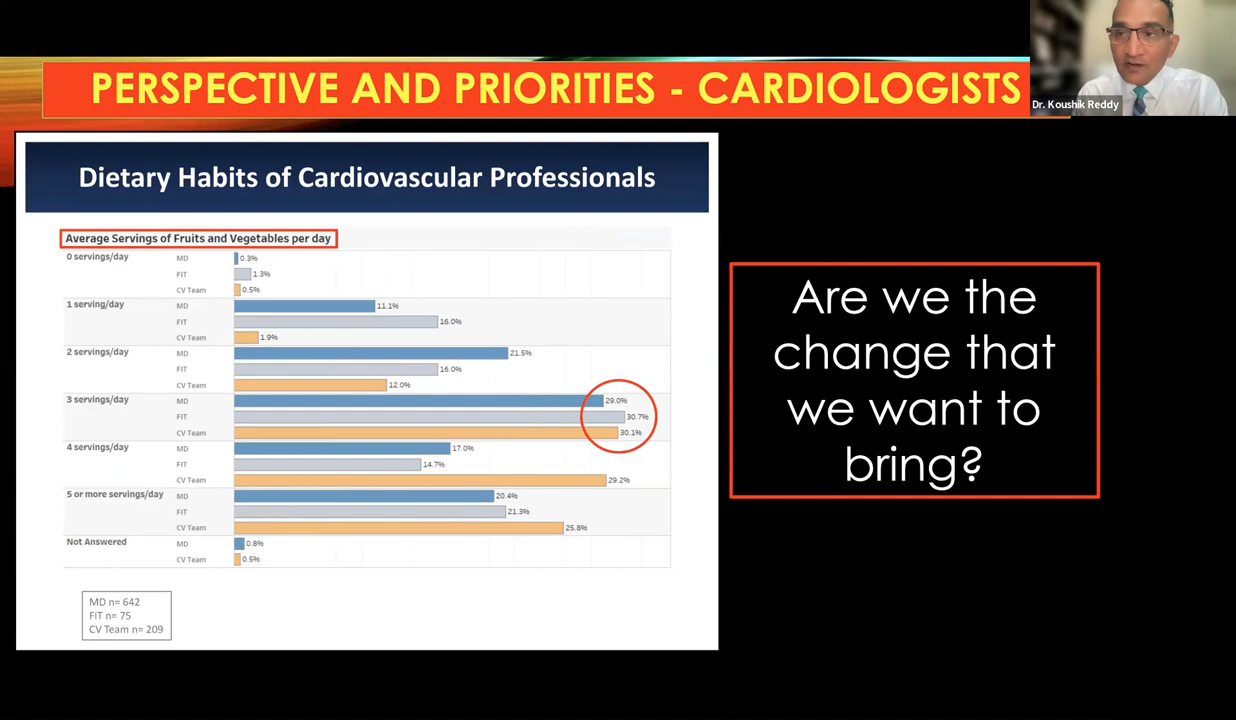 PERSPECTIVE AND PRIORITIES - CARDIOLOGISTS
Dr. Koushik Reddy
Dietary Habits of Cardiovascular Professionals
Average Servings of Fruits and Vegetables per day
0 servings/day MD 0.3%
FIT 1.3%
CV Team 0.5%
1 serving/day MD 11.1%
FIT 16.0%
CV Team 1.9%
2 servings/day MD 21.5%
FIT 16.0%
CV Team 12.0%
3 servings/day MD 29.0%
FIT 30.7%
CV Team 30.1%
4 servings/day MD 17.0%
FIT 14.7%
CV Team 29.2%
5 or more servings/day MD 20.4%
FIT 21.3%
CV Team 25.8%
Not Answered MD 0.8%
CV Team 0.5%
MD n= 642
FIT n= 75
CV Team n= 209
Are we the
change that
we want to
bring?